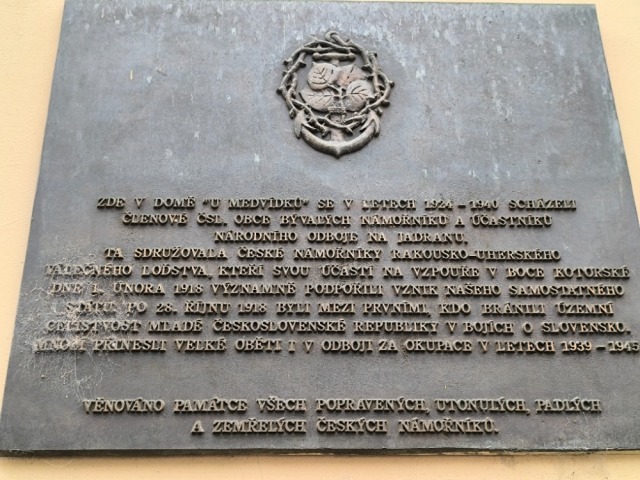 ZDE V DOMĚ "U MEDVÍDKŮ" SE V LETECH 1924-1940 SCHÁZELI
ČLENOVÉ ČSL. OBCE BÝVALÝCH NÁMOŘNÍKŮ A ÚČASTNÍKŮ
NÁRODNÍHO ODBOJE NA JADRANU.
TA SDRUŽOVALA ČESKÉ NÁMOŘNÍKY RAKOUSKO-UHERSKÉHO
VÁLEČNÉHO LOĎSTVA, KTEŘÍ SVOU ÚČASTÍ NA VZPOUŘE V BOCE KOTORSKÉ
DNE 1. ÚNORA 1918 VÝZNAMNĚ PODPOŘILI VZNIK NAŠEHO SAMOSTATNÉHO
STÁTU. PO 28. ŘÍJNU 1918 BYLI MEZI PRVNÍMI, KDO BRÁNILI ÚZEMNÍ
CELISTVOST MLADÉ ČESKOSLOVENSKÉ REPUBLIKY V BOJÍCH O SLOVENSKO.
MNOZÍ PŘINESLI VELKÉ OBĚTI I V ODBOJI ZA OKUPACE V LETECH 1939-1945.
VĚNOVÁNO PAMÁTCE VŠECH POPRAVENÝCH, UTONULÝCH, PADLÝCH
A ZEMŘELÝCH ČESKÝCH NÁMOŘNÍKŮ.